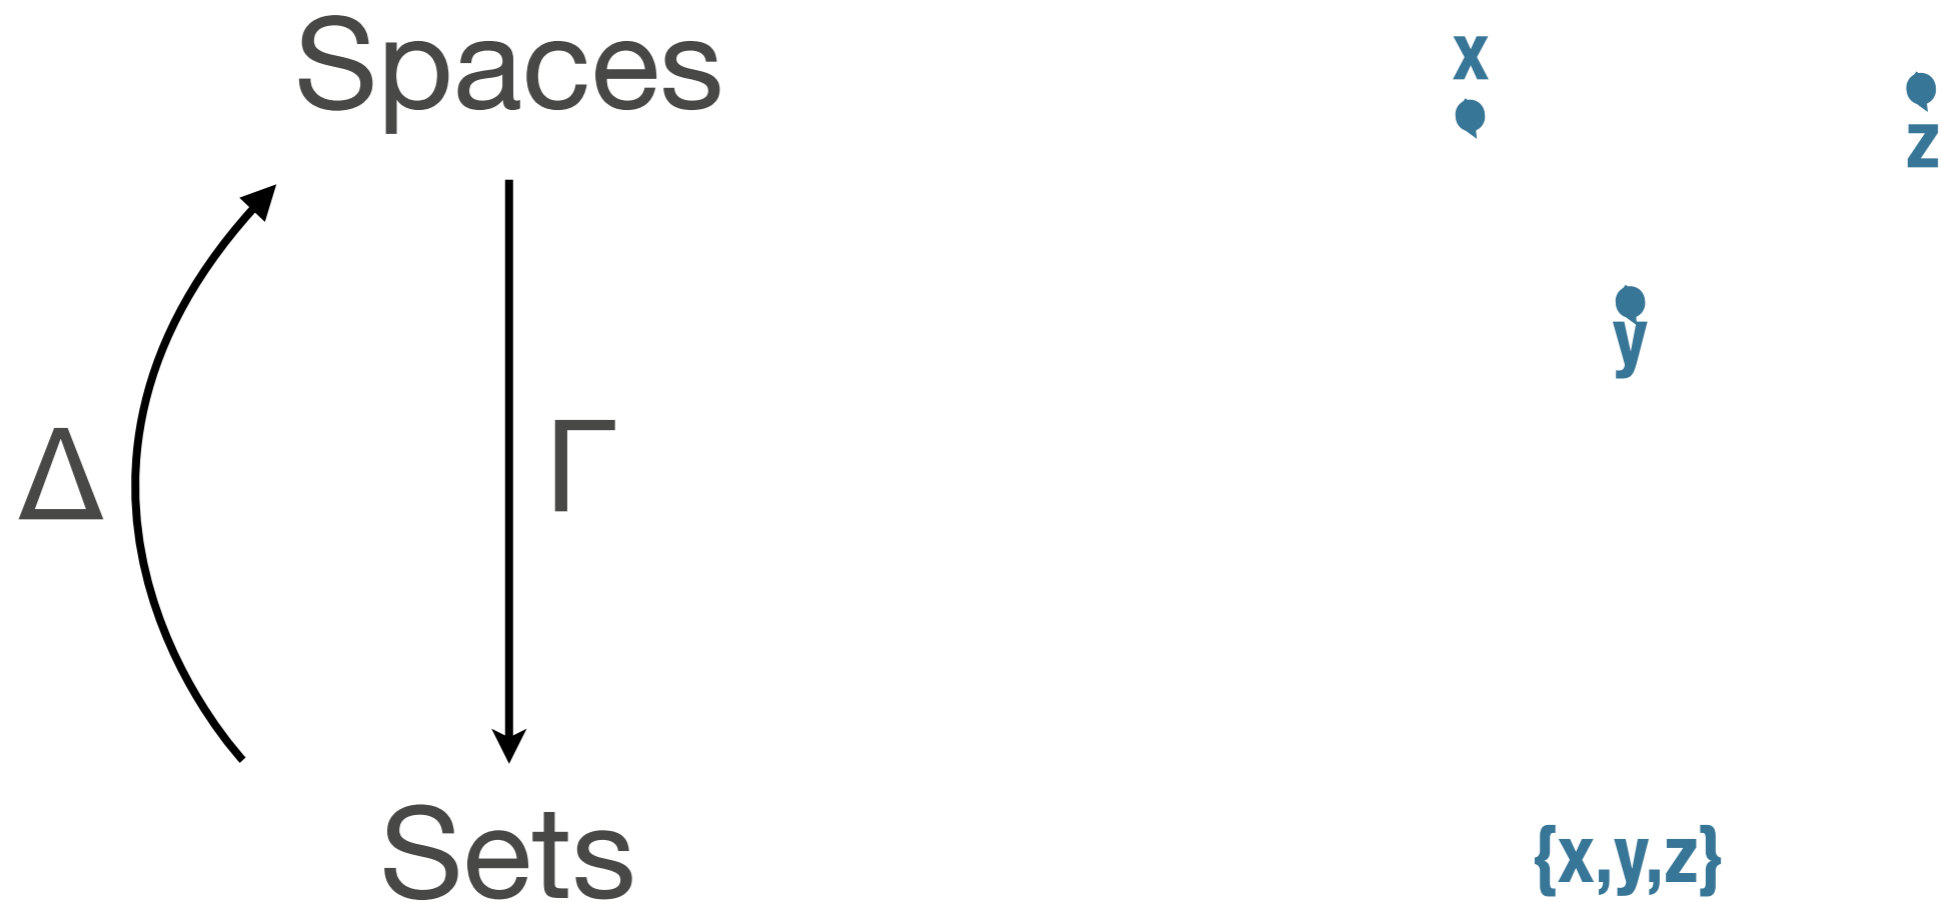 Spaces
x
z
y
Δ
Γ
Sets
{x,y,z}